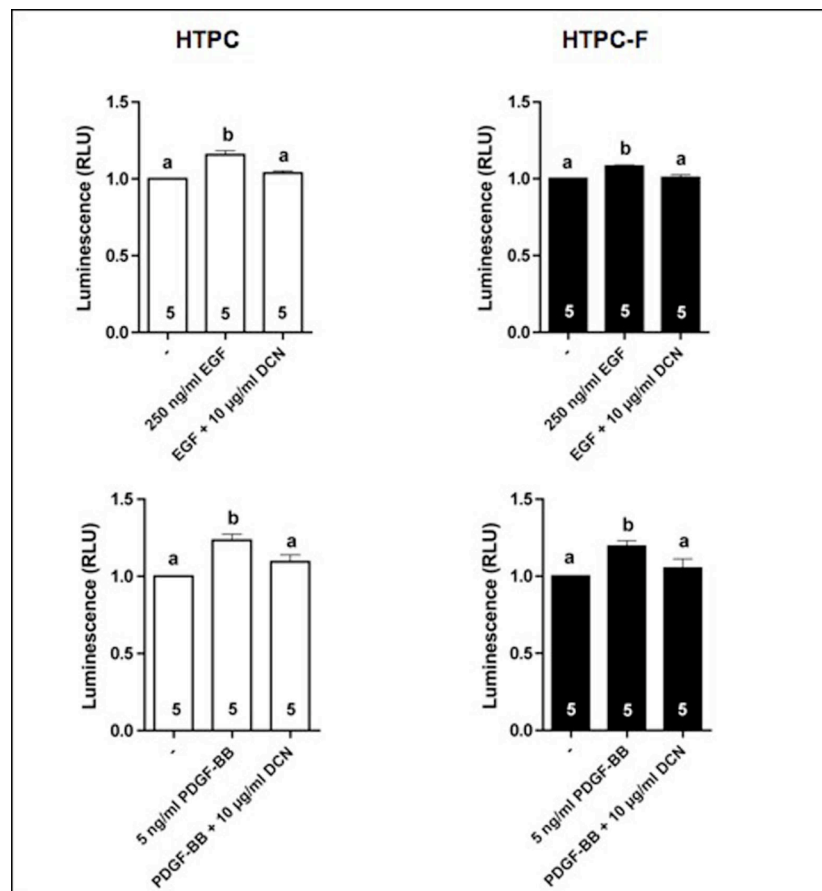 HTPC
HTPC-F
Luminescence (RLU)
1.5
1.0
0.5
0.0
a
b
a
5
5
5
-
250 ng/ml EGF
EGF + 10 µg/ml DCN
Luminescence (RLU)
1.5
1.0
0.5
0.0
a
b
a
5
5
5
-
250 ng/ml EGF
EGF + 10 µg/ml DCN
Luminescence (RLU)
1.5
1.0
0.5
0.0
a
b
a
5
5
5
-
5 ng/ml PDGF-BB
PDGF-BB + 10 µg/ml DCN
Luminescence (RLU)
1.5
1.0
0.5
0.0
a
b
a
5
5
5
-
5 ng/ml PDGF-BB
PDGF-BB + 10 µg/ml DCN